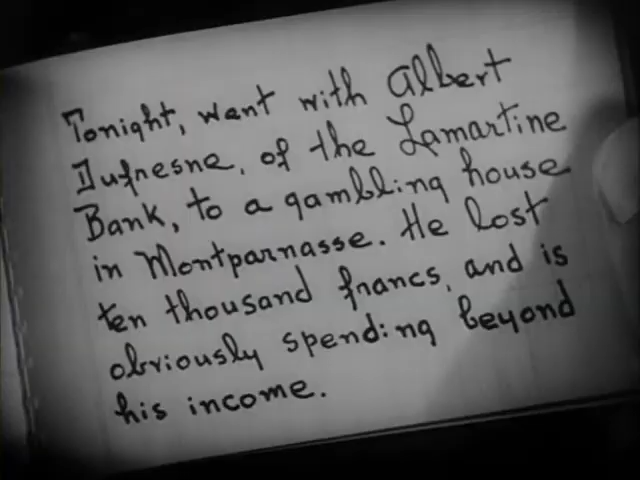 Tonight, went with Albert
Dufresne, of the Lamartine
Bank, to a gambling house
in Montparnasse. He lost
ten thousand francs, and is
obviously spending beyond
his income.